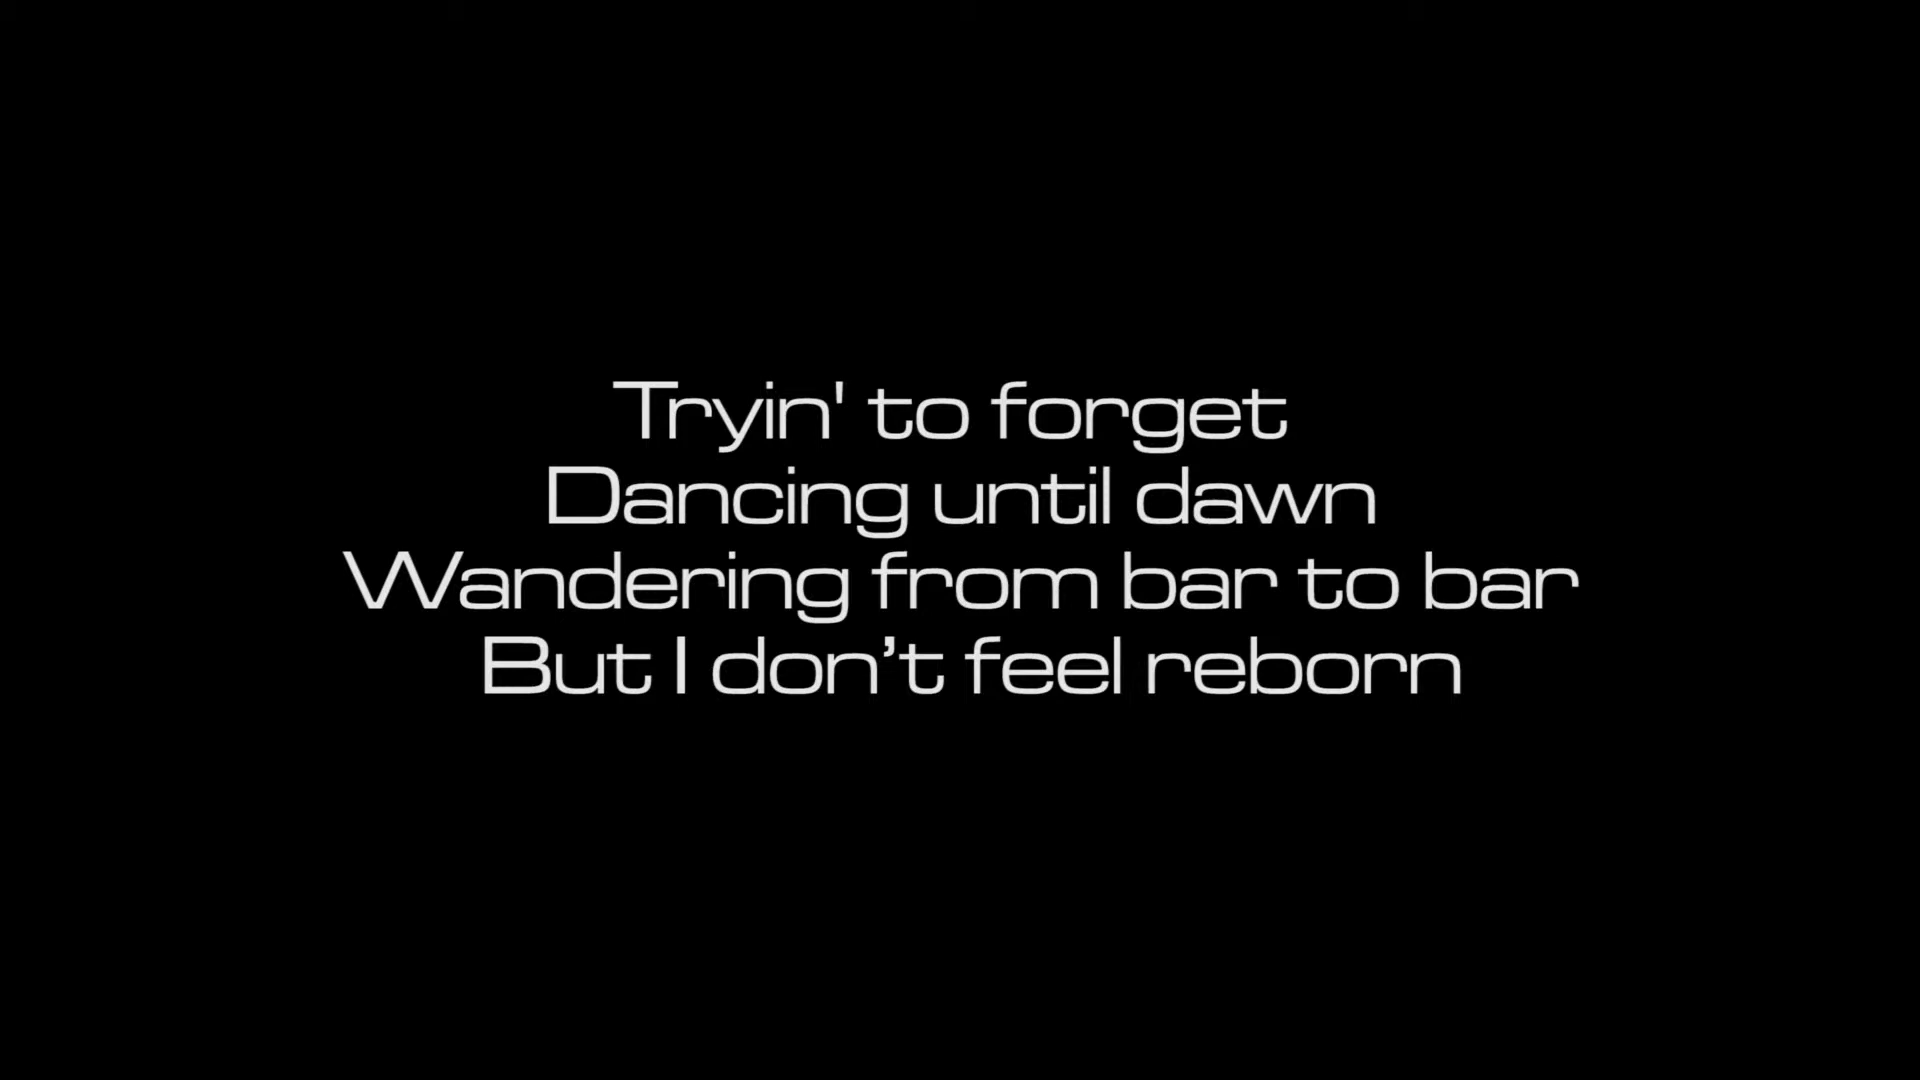 Tryin' to forget
Dancing until dawn
Wandering from bar to bar
But I don’t feel reborn